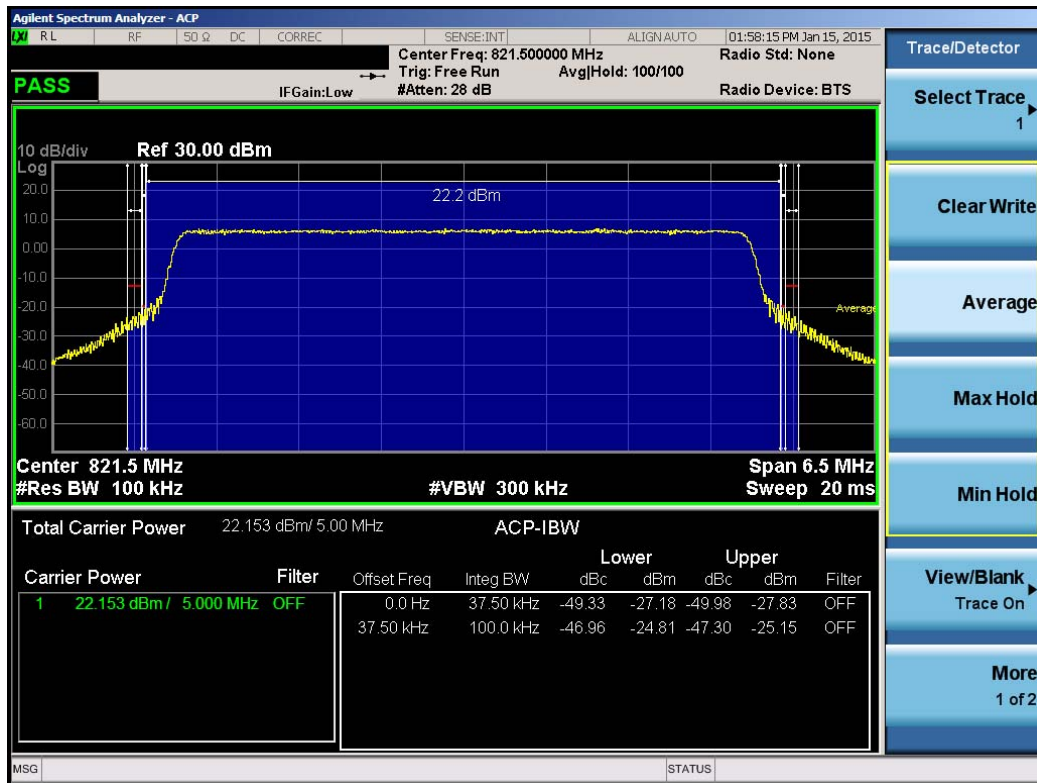 Agilent Spectrum Analyzer - ACP
LXI RL RF 50 Ω DC CORREC SENSE:INT ALIGN AUTO 01:58:15 PM Jan 15, 2015
Center Freq: 821.500000 MHz Radio Std: None
Trig: Free Run Avg|Hold: 100/100
PASS IFGain:Low #Atten: 28 dB Radio Device: BTS
10 dB/div Ref 30.00 dBm
Log
20.0
22.2 dBm
10.0
0.00
-10.0
-20.0
Average
-30.0
-40.0
-50.0
-60.0
Center 821.5 MHz Span 6.5 MHz
#Res BW 100 kHz #VBW 300 kHz Sweep 20 ms
Total Carrier Power 22.153 dBm/ 5.00 MHz ACP-IBW
Lower Upper
Carrier Power Filter Offset Freq Integ BW dBc dBm dBc dBm Filter
1 22.153 dBm / 5.000 MHz OFF 0.0 Hz 37.50 kHz -49.33 -27.18 -49.98 -27.83 OFF
37.50 kHz 100.0 kHz -46.96 -24.81 -47.30 -25.15 OFF
MSG STATUS
Trace/Detector
Select Trace
1
Clear Write
Average
Max Hold
Min Hold
View/Blank
Trace On
More
1 of 2